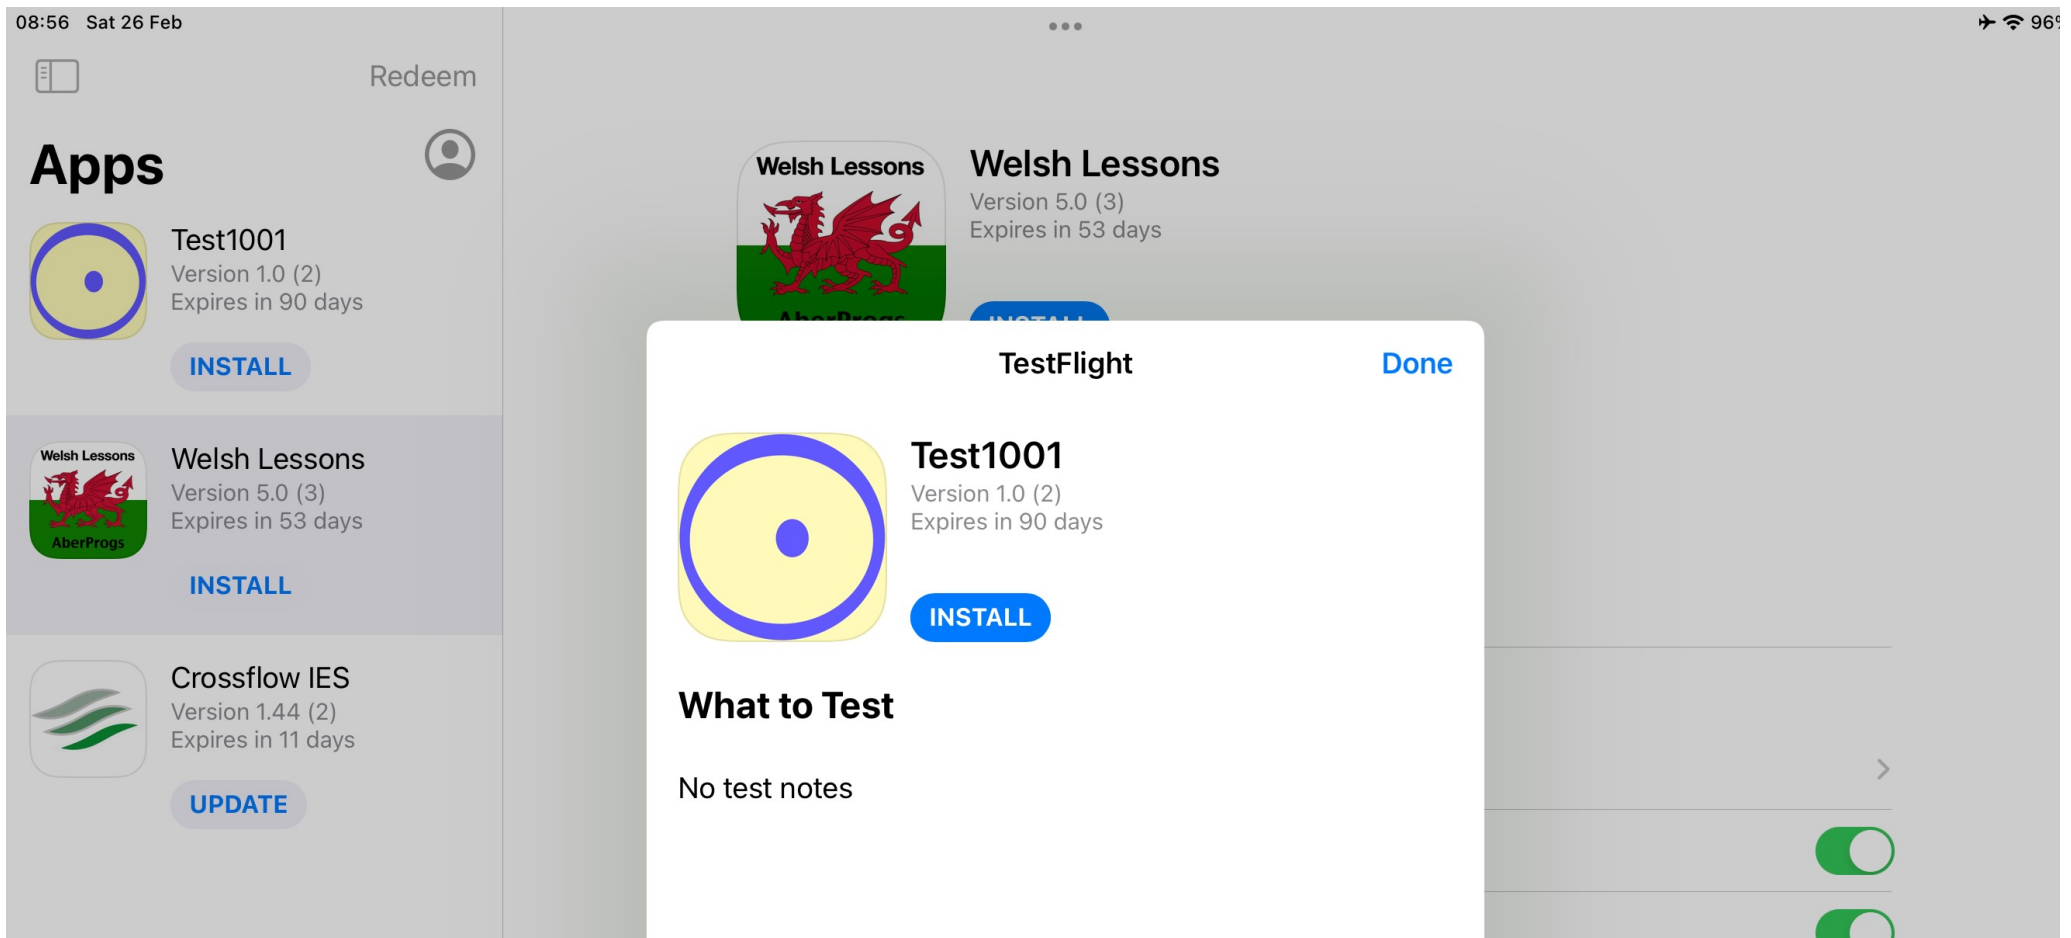 08:56 Sat 26 Feb
96%
Redeem
Apps
Test1001
Version 1.0 (2)
Expires in 90 days
INSTALL
Welsh Lessons
AberProgs
Welsh Lessons
Version 5.0 (3)
Expires in 53 days
INSTALL
Crossflow IES
Version 1.44 (2)
Expires in 11 days
UPDATE
Welsh Lessons
AberProgs
Welsh Lessons
Version 5.0 (3)
Expires in 53 days
INSTALL
TestFlight
Done
Test1001
Version 1.0 (2)
Expires in 90 days
INSTALL
What to Test
No test notes